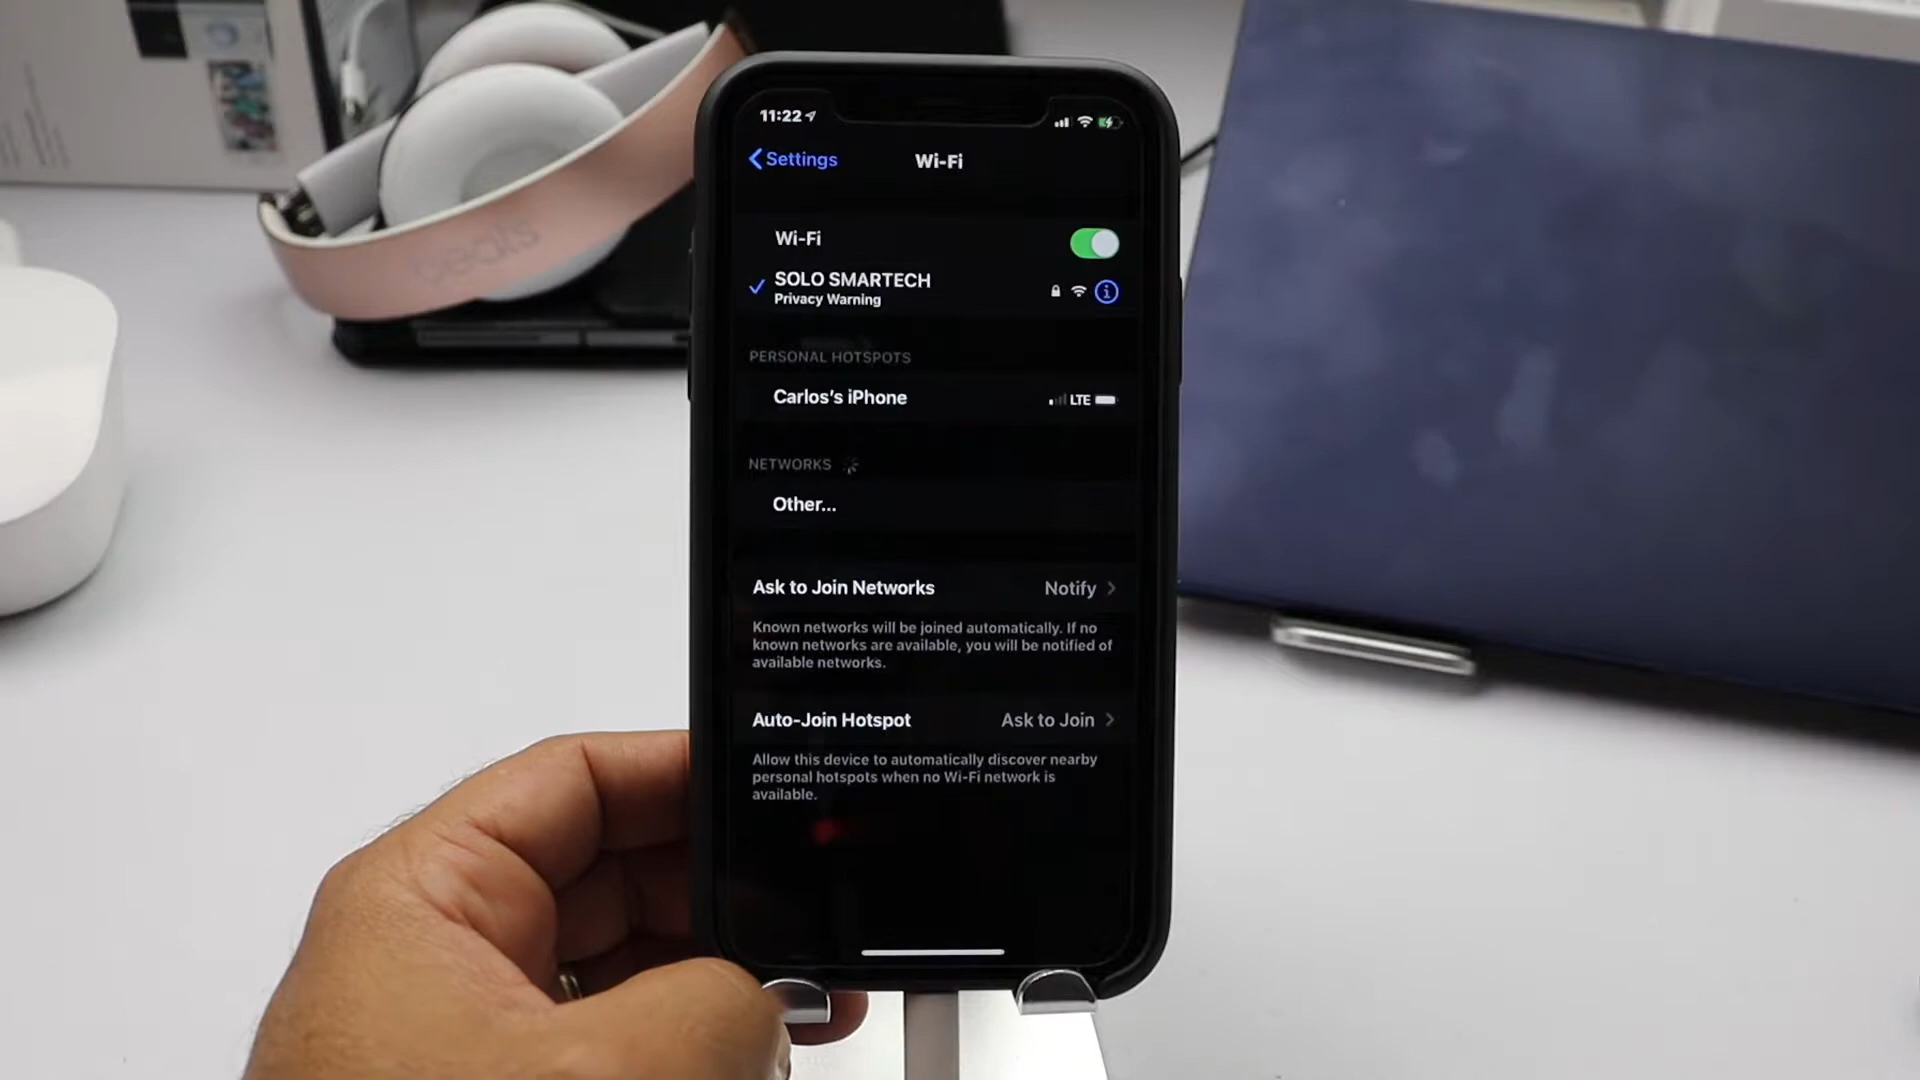 beats
11:22
Settings
Wi-Fi
Wi-Fi
SOLO SMARTECH
Privacy Warning
PERSONAL HOTSPOTS
Carlos's iPhone
LTE
NETWORKS
Other...
Ask to Join Networks Notify
Known networks will be joined automatically. If no
known networks are available, you will be notified of
available networks.
Auto-Join Hotspot Ask to Join
Allow this device to automatically discover nearby
personal hotspots when no Wi-Fi network is
available.